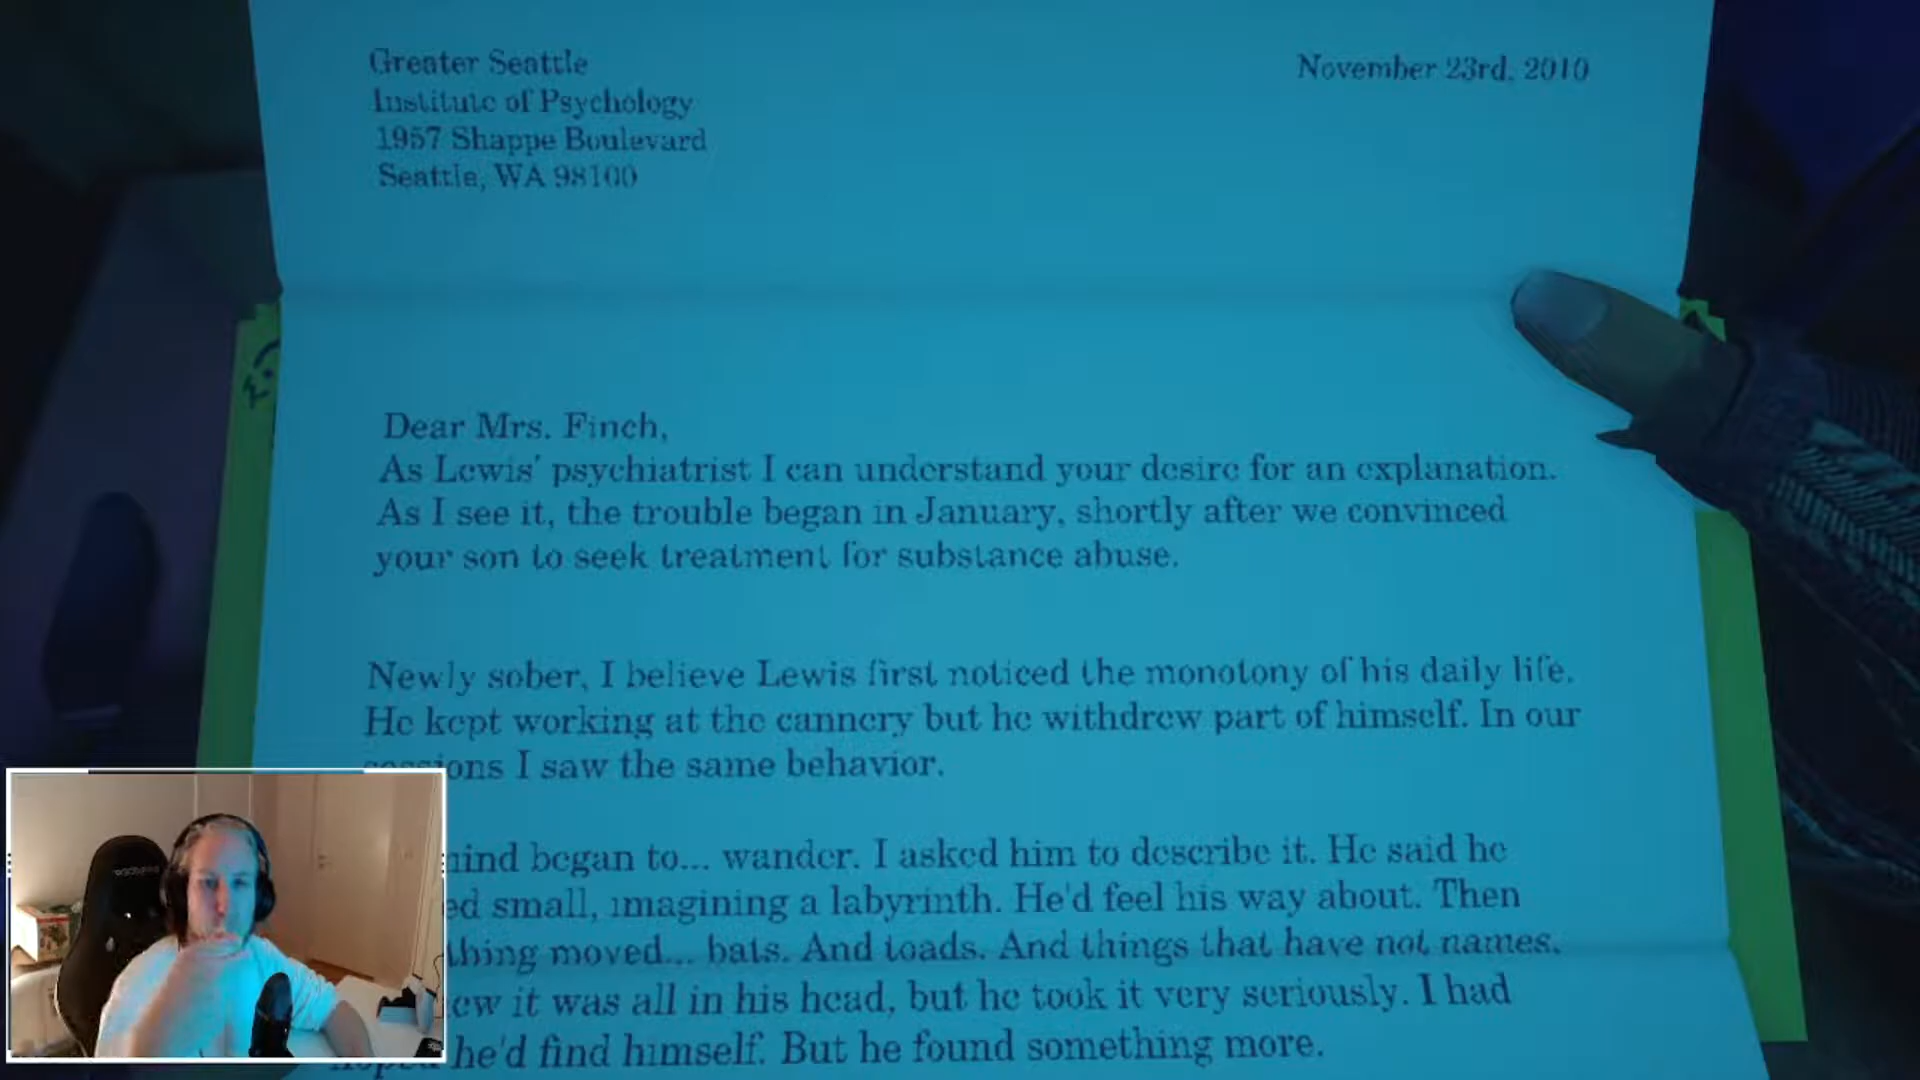 Greater Seattle
Institute of Psychology
1957 Shappe Boulevard
Seattle, WA 98100
November 23rd, 2010
Dear Mrs. Finch,
As Lewis' psychiatrist I can understand your desire for an explanation.
As I see it, the trouble began in January, shortly after we convinced
your son to seek treatment for substance abuse.
Newly sober, I believe Lewis first noticed the monotony of his daily life.
He kept working at the cannery but he withdrew part of himself. In our
sessions I saw the same behavior.
began to... wander. I asked him to describe it. He said he
small, imagining a labyrinth. He'd feel his way about. Then
moved... bats. And toads. And things that have not names.
it was all in his head, but he took it very seriously. I had
he'd find himself. But he found something more.